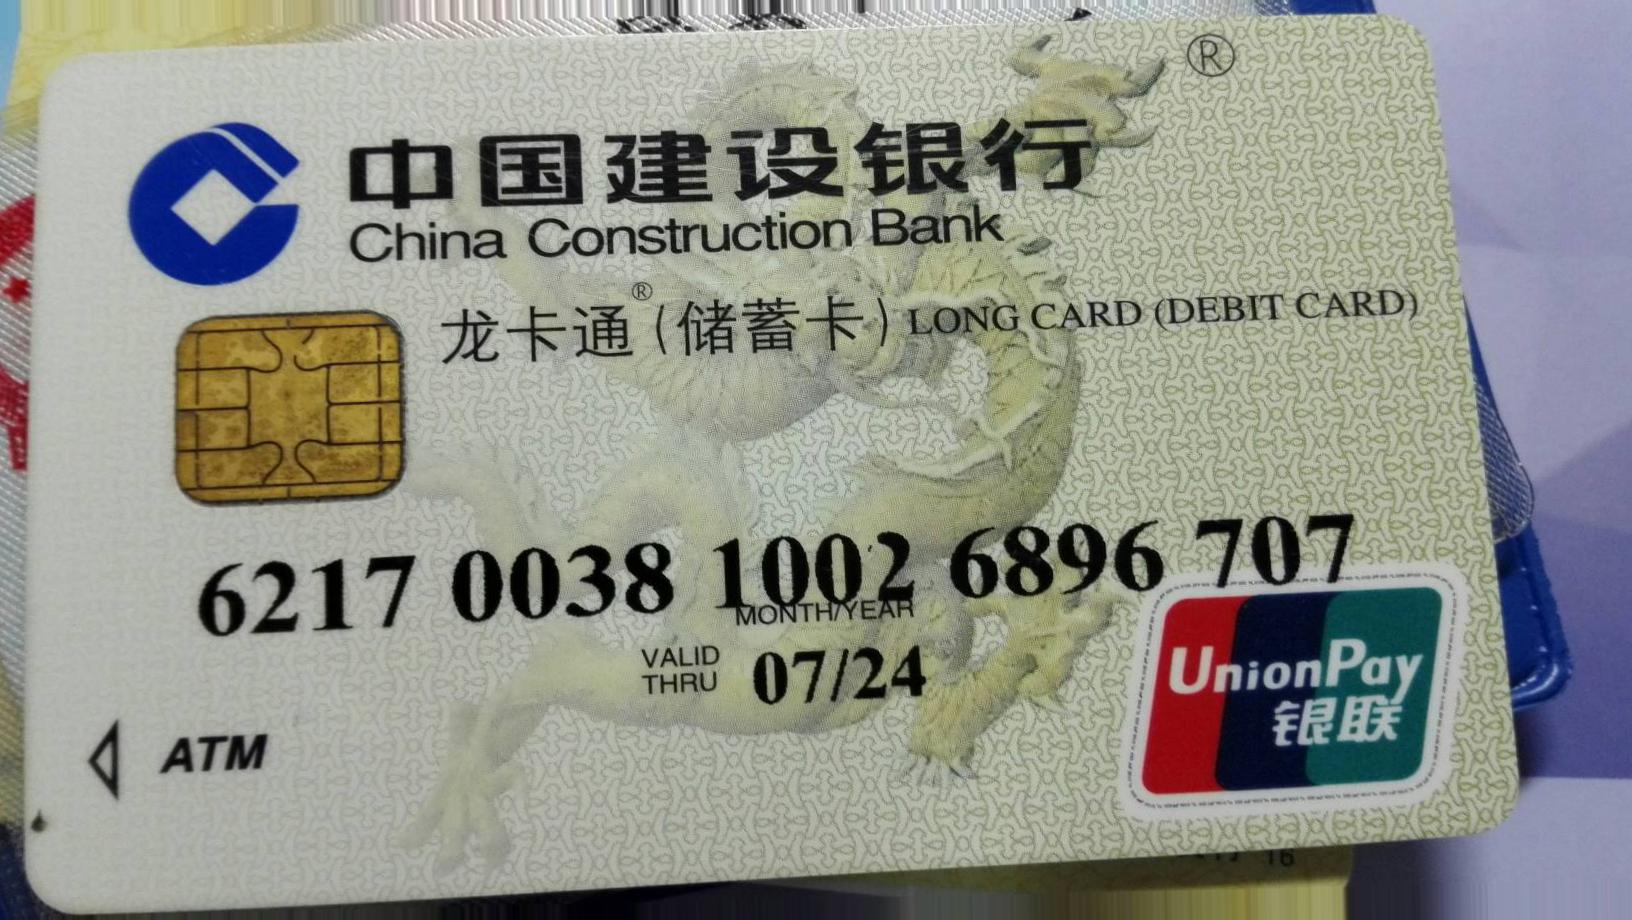 ®
中国建设银行
China Construction Bank
龙卡通®(储蓄卡) LONG CARD (DEBIT CARD)
6217 0038 1002 6896 707
MONTH/YEAR
VALID
THRU
07/24
ATM
UnionPay
银联
16